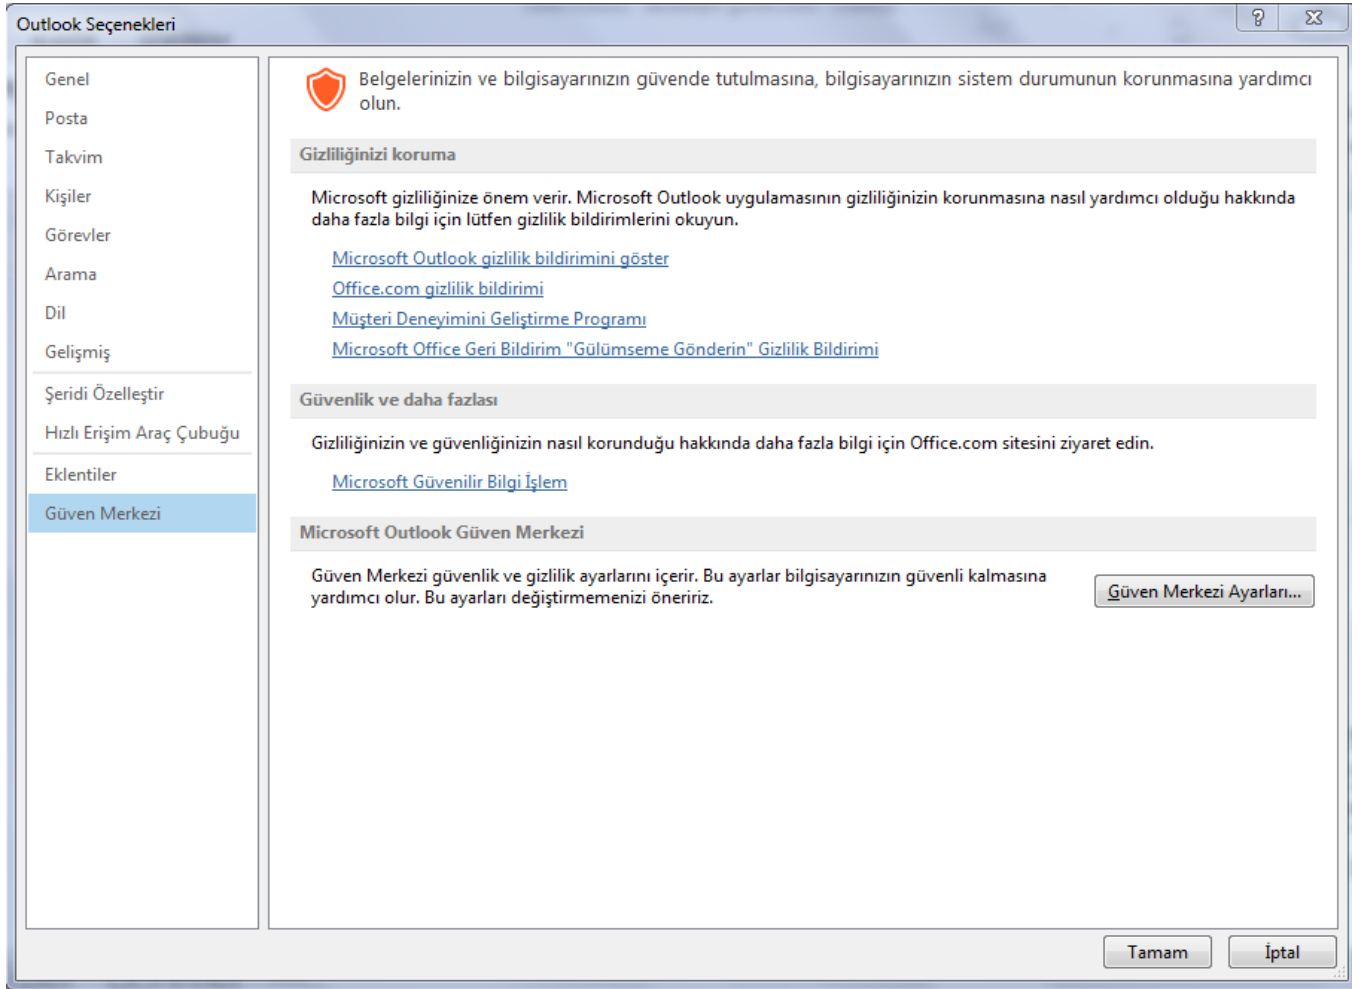 Outlook Seçenekleri
Genel
Posta
Takvim
Kişiler
Görevler
Arama
Dil
Gelişmiş
Şeridi Özelleştir
Hızlı Erişim Araç Çubuğu
Eklentiler
Güven Merkezi
Belgelerinizin ve bilgisayarınızın güvende tutulmasına, bilgisayarınızın sistem durumunun korunmasına yardımcı
olun.
Gizliliğinizi koruma
Microsoft gizliliğinize önem verir. Microsoft Outlook uygulamasının gizliliğinizin korunmasına nasıl yardımcı olduğu hakkında
daha fazla bilgi için lütfen gizlilik bildirimlerini okuyun.
Microsoft Outlook gizlilik bildirimini göster
Office.com gizlilik bildirimi
Müşteri Deneyimini Geliştirme Programı
Microsoft Office Geri Bildirim "Gülümseme Gönderin" Gizlilik Bildirimi
Güvenlik ve daha fazlası
Gizliliğinizin ve güvenliğinizin nasıl korunduğu hakkında daha fazla bilgi için Office.com sitesini ziyaret edin.
Microsoft Güvenilir Bilgi İşlem
Microsoft Outlook Güven Merkezi
Güven Merkezi güvenlik ve gizlilik ayarlarını içerir. Bu ayarlar bilgisayarınızın güvenli kalmasına
yardımcı olur. Bu ayarları değiştirmemenizi öneririz.
Güven Merkezi Ayarları...
Tamam
İptal